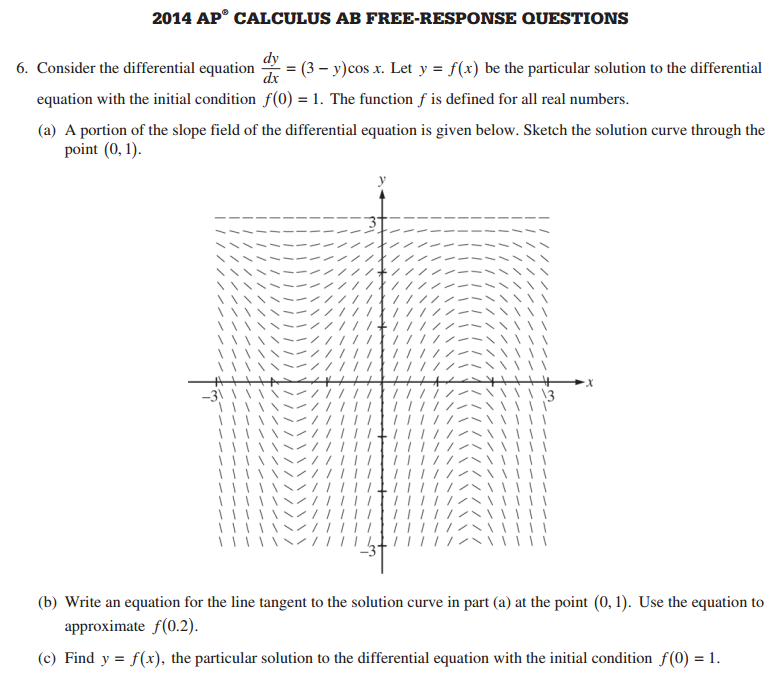 2014 AP® CALCULUS AB FREE-RESPONSE QUESTIONS
6. Consider the differential equation dy/dx = (3 − y)cos x. Let y = f(x) be the particular solution to the differential
equation with the initial condition f(0) = 1. The function f is defined for all real numbers.
(a) A portion of the slope field of the differential equation is given below. Sketch the solution curve through the
point (0, 1).
y
3
x
−3
3
−3
(b) Write an equation for the line tangent to the solution curve in part (a) at the point (0, 1). Use the equation to
approximate f(0.2).
(c) Find y = f(x), the particular solution to the differential equation with the initial condition f(0) = 1.